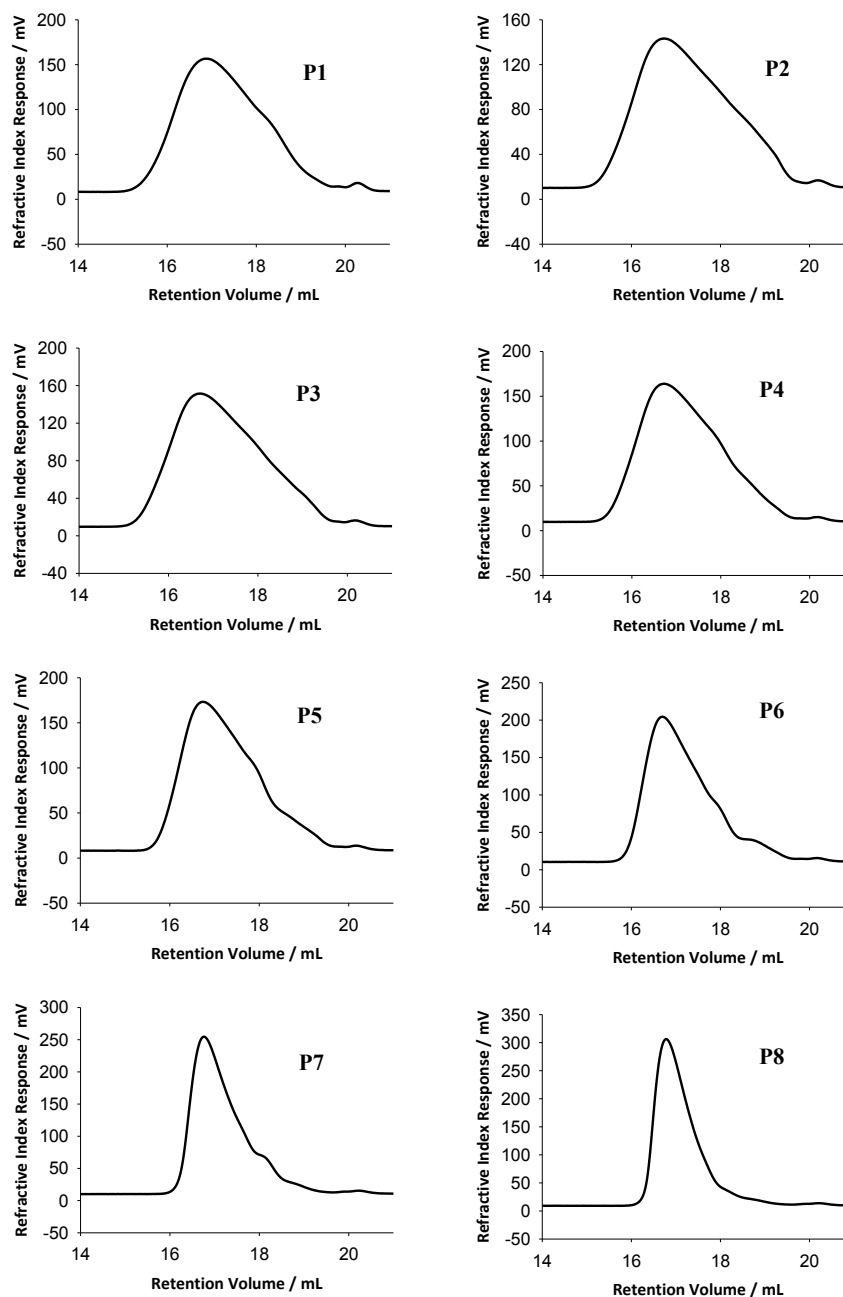 200
150
100
50
0
-50
14 16 18 20
Refractive Index Response / mV
Retention Volume / mL
P1
160
120
80
40
0
-40
14 16 18 20
Refractive Index Response / mV
Retention Volume / mL
P2
200
160
120
80
40
0
-40
14 16 18 20
Refractive Index Response / mV
Retention Volume / mL
P3
200
150
100
50
0
-50
14 16 18 20
Refractive Index Response / mV
Retention Volume / mL
P4
200
150
100
50
0
-50
14 16 18 20
Refractive Index Response / mV
Retention Volume / mL
P5
250
200
150
100
50
0
-50
14 16 18 20
Refractive Index Response / mV
Retention Volume / mL
P6
300
250
200
150
100
50
0
-50
14 16 18 20
Refractive Index Response / mV
Retention Volume / mL
P7
350
300
250
200
150
100
50
0
-50
14 16 18 20
Refractive Index Response / mV
Retention Volume / mL
P8